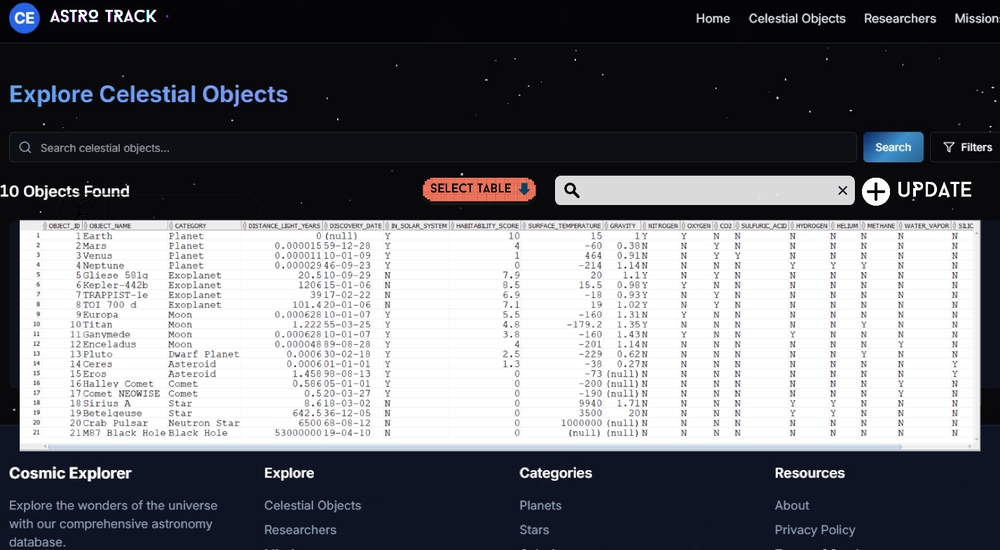 CE ASTRO TRACK Home Celestial Objects Researchers Missions
Explore Celestial Objects
Search celestial objects... Search Filters
10 Objects Found SELECT TABLE UPDATE
OBJECT_ID OBJECT_NAME CATEGORY DISTANCE_LIGHT_YEARS DISCOVERY_DATE IN_SOLAR_SYSTEM HABITABILITY_SCORE SURFACE_TEMPERATURE GRAVITY NITROGEN OXYGEN CO2 SULFURIC_ACID HYDROGEN HELIUM METHANE WATER_VAPOR SILIC
1 1 Earth Planet 0 (null) Y 10 15 1 Y Y N N N N N N N
2 2 Mars Planet 0.000015 59-12-28 Y 4 -60 0.38 N N Y N N N N N N
3 3 Venus Planet 0.000011 10-01-09 Y 1 464 0.91 N N Y Y N N N N N
4 4 Neptune Planet 0.000029 46-09-23 Y 0 -214 1.14 N N N N Y Y Y N N
5 5 Gliese 581g Exoplanet 20.5 10-09-29 N 7.9 20 1.1 Y N Y N N N N N N
6 6 Kepler-442b Exoplanet 1206 15-01-06 N 8.5 15.5 0.98 Y Y N N N N N N N
7 7 TRAPPIST-1e Exoplanet 39 17-02-22 N 6.9 -18 0.93 Y N Y N N N N N N
8 8 TOI 700 d Exoplanet 101.4 20-01-06 N 7.1 19 1.02 Y N Y N N N N N N
9 9 Europa Moon 0.000628 10-01-07 Y 5.5 -160 1.31 N Y N N N N N N N
10 10 Titan Moon 1.222 55-03-25 Y 4.8 -179.2 1.35 Y N N N N N Y N N
11 11 Ganymede Moon 0.000628 10-01-07 Y 3.8 -160 1.43 N Y N N Y N N N N
12 12 Enceladus Moon 0.000048 89-08-28 Y 4 -201 1.14 N N N N N N N Y N
13 13 Pluto Dwarf Planet 0.0006 30-02-18 Y 2.5 -229 0.62 N N N N N N Y N N
14 14 Ceres Asteroid 0.0006 01-01-01 Y 1.3 -38 0.27 N N N N N N N N Y
15 15 Eros Asteroid 1.458 98-08-13 Y 0 -73 (null) N N N N N N N N Y
16 16 Halley Comet Comet 0.586 05-01-01 Y 0 -200 (null) N N N N N N N Y N
17 17 Comet NEOWISE Comet 0.5 20-03-27 Y 0 -190 (null) N N N N N N N Y N
18 18 Sirius A Star 8.6 18-03-02 N 0 9940 1.71 N N N N Y Y N N N
19 19 Betelgeuse Star 642.5 36-12-05 N 0 3500 20 N N N N Y Y N N N
20 20 Crab Pulsar Neutron Star 6500 68-08-12 N 0 1000000 (null) N N N N N N N N N
21 21 M87 Black Hole Black Hole 53000000 19-04-10 N 0 (null) (null) N N N N N N N N N
Cosmic Explorer Explore Categories Resources
Explore the wonders of the universe Celestial Objects Planets About
with our comprehensive astronomy Researchers Stars Privacy Policy
database.